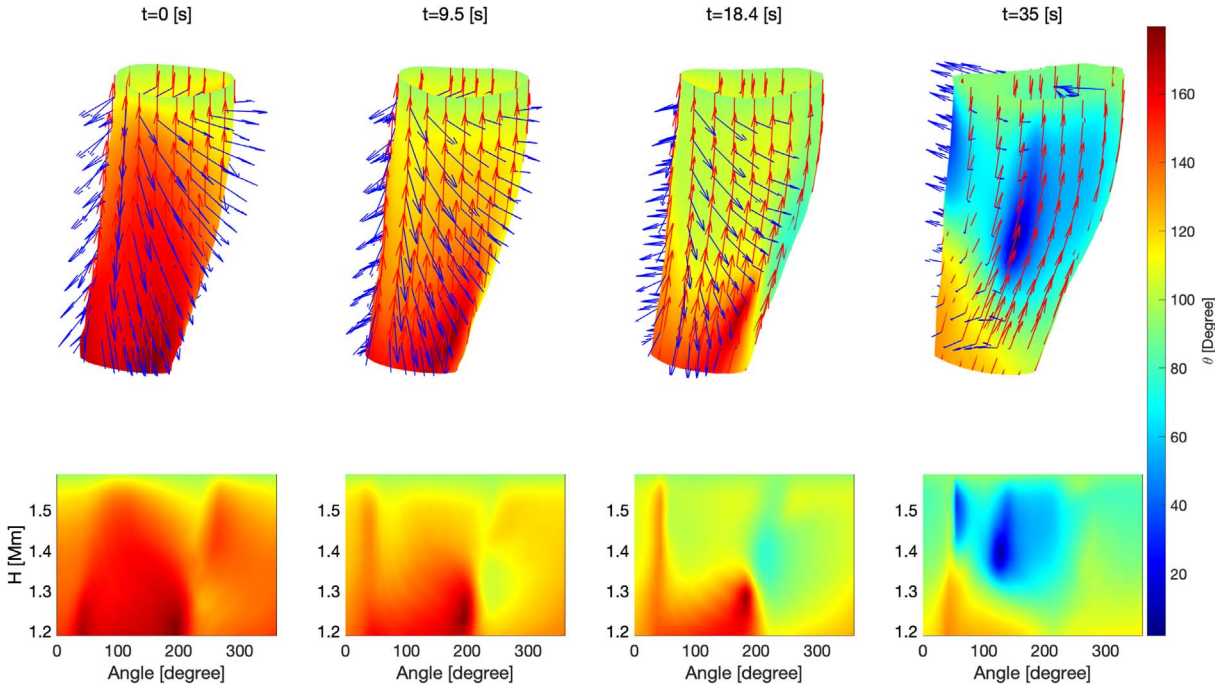 t=0 [s] t=9.5 [s] t=18.4 [s] t=35 [s]
160
140
120
100
80
60
40
20
θ [Degree]
H [Mm]
1.5 1.5 1.5 1.5
1.4 1.4 1.4 1.4
1.3 1.3 1.3 1.3
1.2 1.2 1.2 1.2
0 100 200 300 0 100 200 300 0 100 200 300 0 100 200 300
Angle [degree] Angle [degree] Angle [degree] Angle [degree]